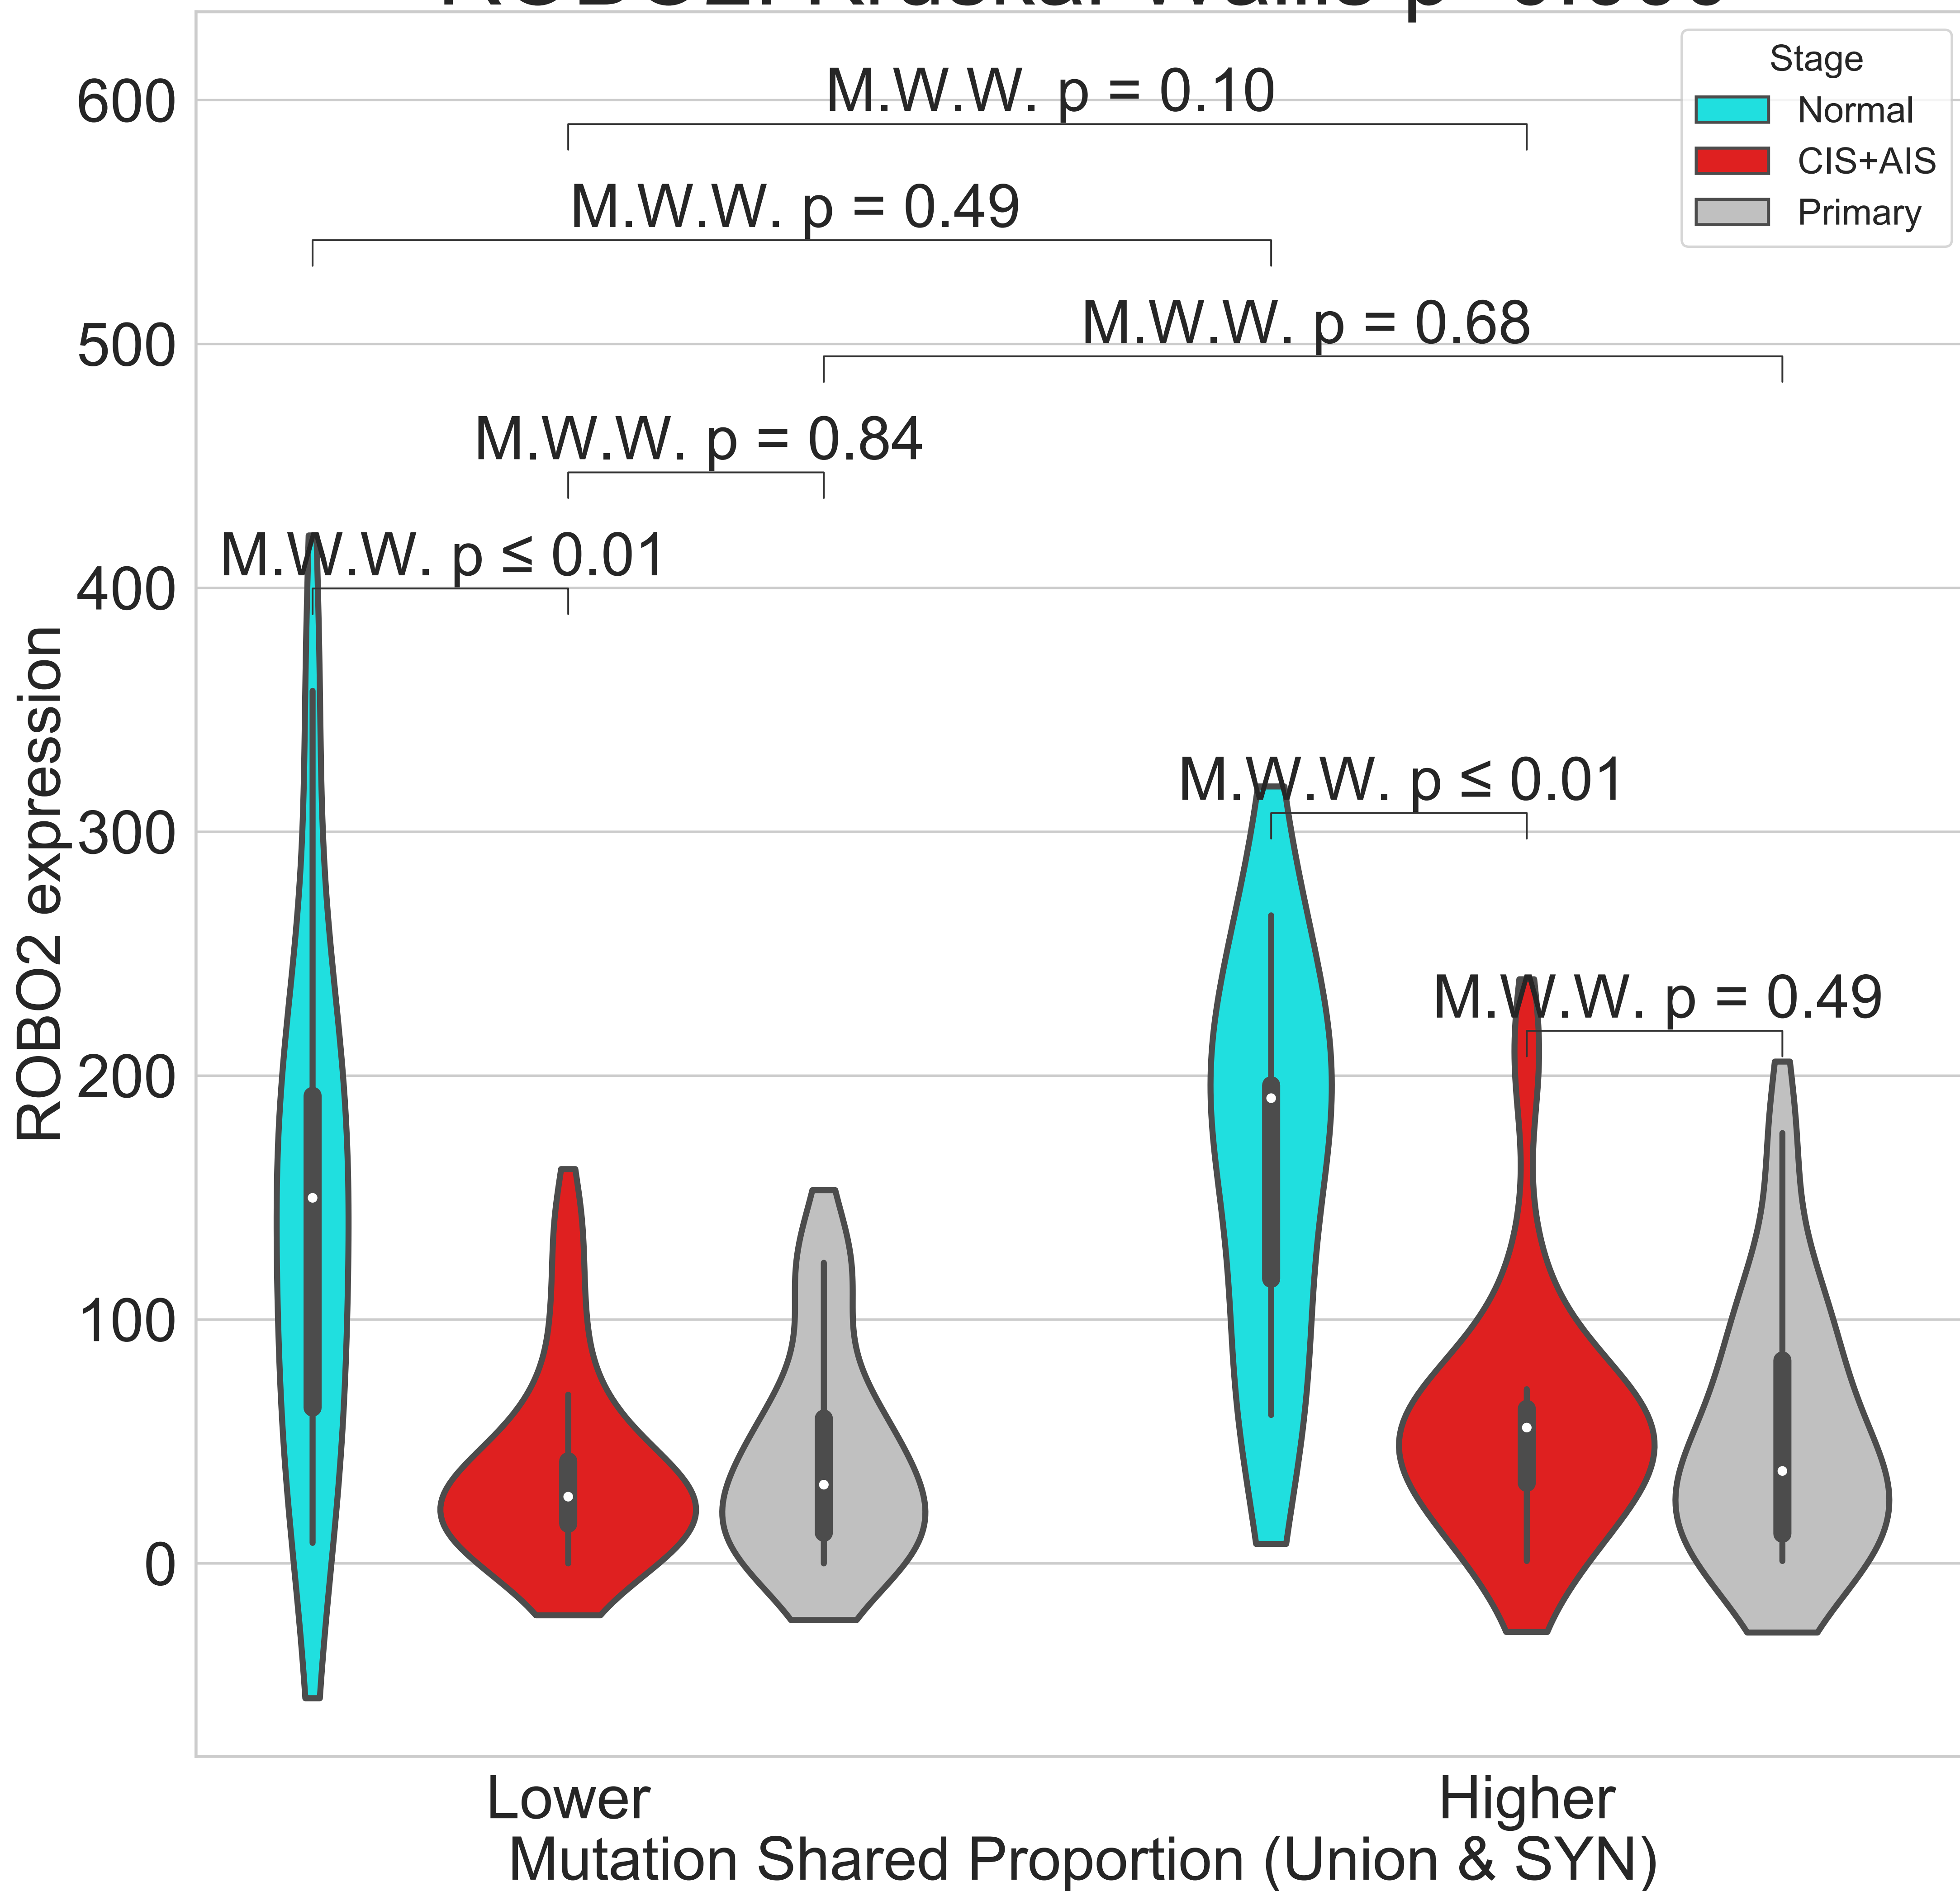 Stage
Normal
CIS+AIS
Primary
M.W.W. p = 0.10
M.W.W. p = 0.49
M.W.W. p = 0.68
M.W.W. p = 0.84
M.W.W. p ≤ 0.01
M.W.W. p ≤ 0.01
M.W.W. p = 0.49
600
500
400
300
200
100
0
ROBO2 expression
Lower
Higher
Mutation Shared Proportion (Union & SYN)